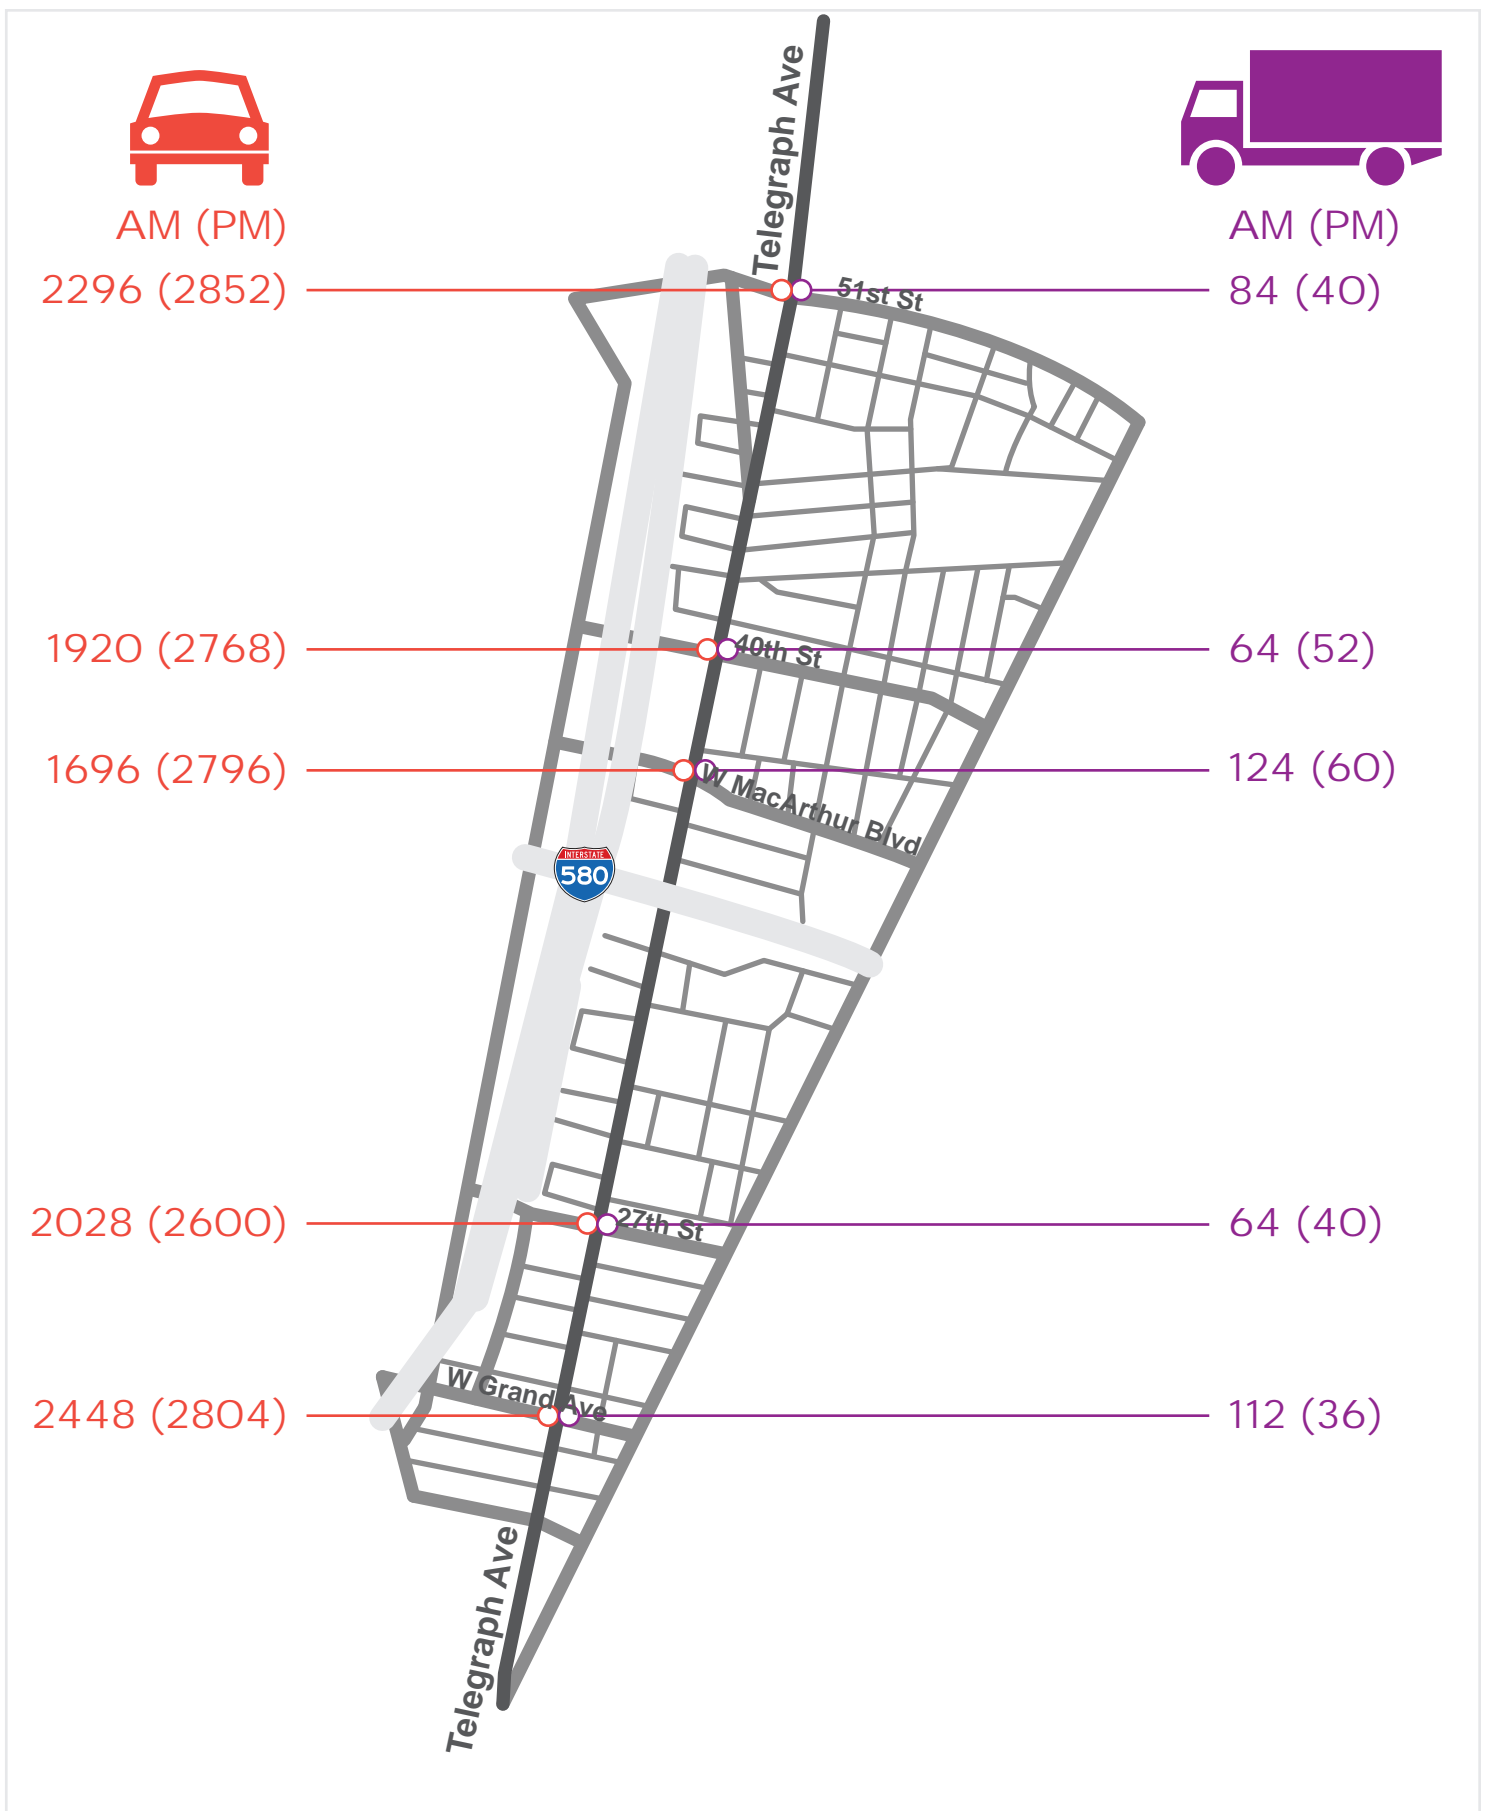 Telegraph Ave
AM (PM)
AM (PM)
2296 (2852)
51st St
84 (40)
1920 (2768)
40th St
64 (52)
1696 (2796)
W MacArthur Blvd
124 (60)
INTERSTATE
580
2028 (2600)
27th St
64 (40)
W Grand Ave
2448 (2804)
112 (36)
Telegraph Ave